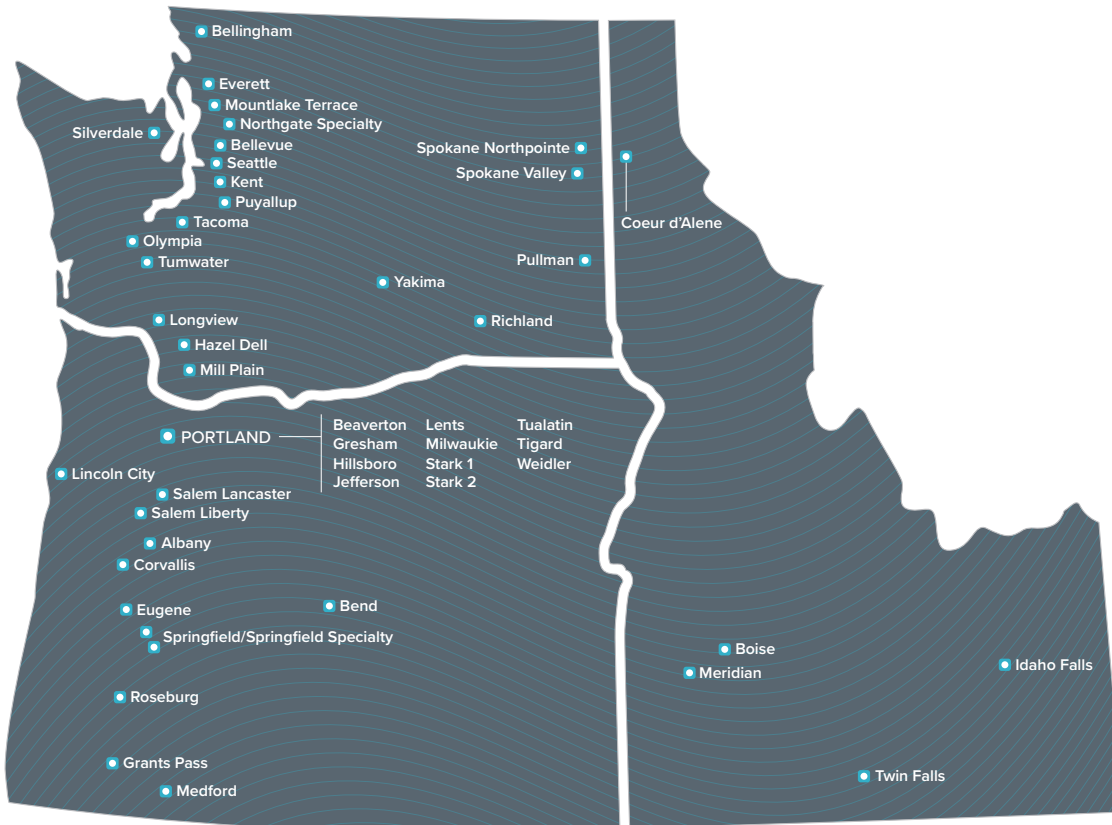 Bellingham
Everett
Mountlake Terrace
Northgate Specialty
Silverdale
Bellevue
Seattle
Kent
Puyallup
Tacoma
Olympia
Tumwater
Spokane Northpointe
Spokane Valley
Coeur d’Alene
Pullman
Yakima
Richland
Longview
Hazel Dell
Mill Plain
PORTLAND
Beaverton
Gresham
Hillsboro
Jefferson
Lents
Milwaukie
Stark 1
Stark 2
Tualatin
Tigard
Weidler
Lincoln City
Salem Lancaster
Salem Liberty
Albany
Corvallis
Eugene
Bend
Springfield/Springfield Specialty
Roseburg
Grants Pass
Medford
Boise
Meridian
Idaho Falls
Twin Falls